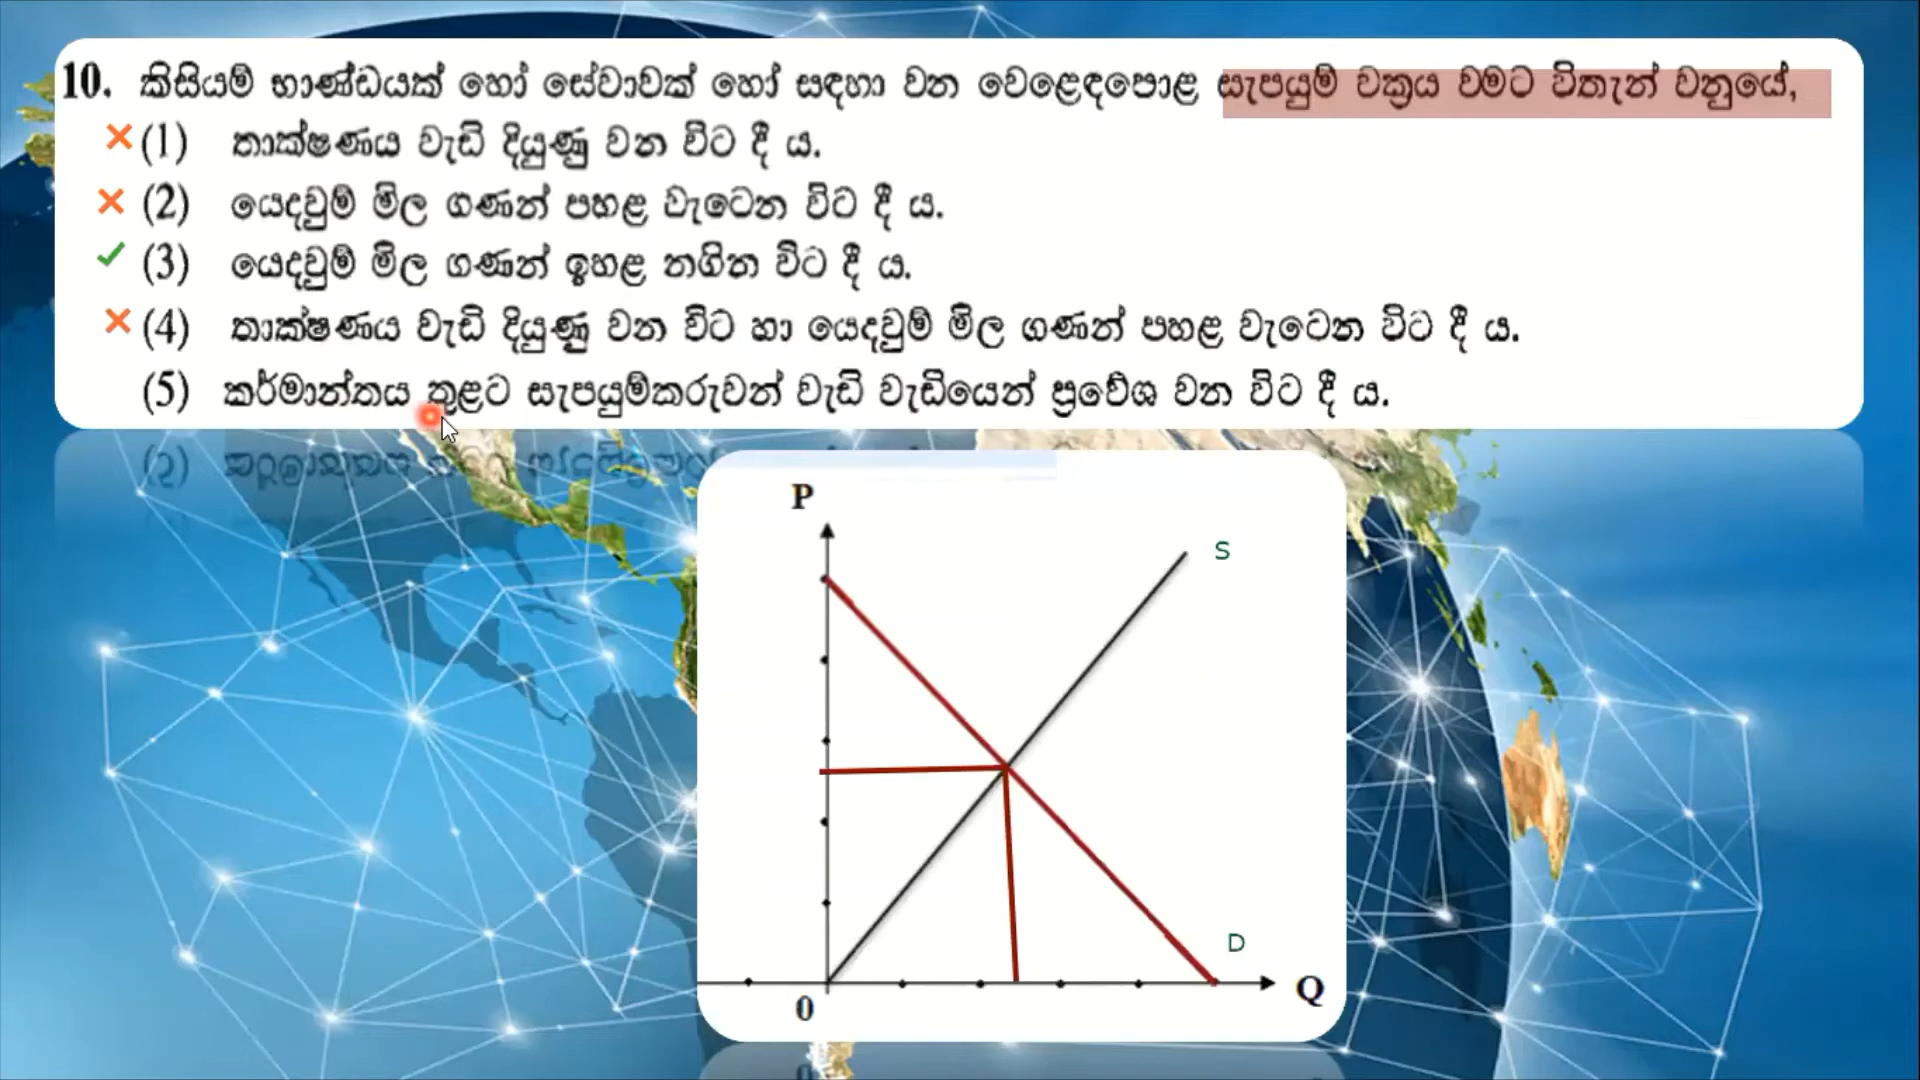 10. කිසියම් භාණ්ඩයක් හෝ සේවාවක් හෝ සඳහා වන වෙළෙඳපොළ සැපයුම් වක්‍රය වමට විතැන් වනුයේ,
(1) තාක්ෂණය වැඩි දියුණු වන විට දී ය.
(2) යෙදවුම් මිල ගණන් පහළ වැටෙන විට දී ය.
(3) යෙදවුම් මිල ගණන් ඉහළ නගින විට දී ය.
(4) තාක්ෂණය වැඩි දියුණු වන විට හා යෙදවුම් මිල ගණන් පහළ වැටෙන විට දී ය.
(5) කර්මාන්තය තුළට සැපයුම්කරුවන් වැඩි වැඩියෙන් ප්‍රවේශ වන විට දී ය.
P
S
D
Q
0